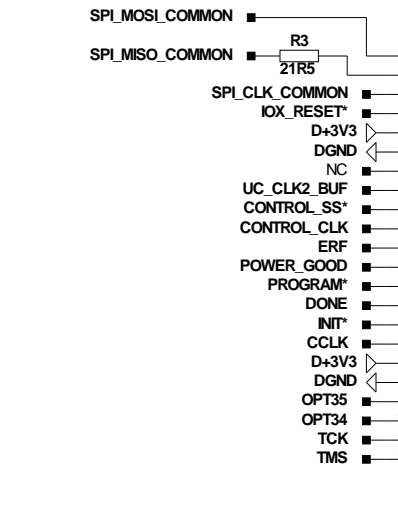 SPI_MOSI_COMMON
R3
SPI_MISO_COMMON
21R5
SPI_CLK_COMMON
IOX_RESET*
D+3V3
DGND
NC
UC_CLK2_BUF
CONTROL_SS*
CONTROL_CLK
ERF
POWER_GOOD
PROGRAM*
DONE
INIT*
CCLK
D+3V3
DGND
OPT35
OPT34
TCK
TMS